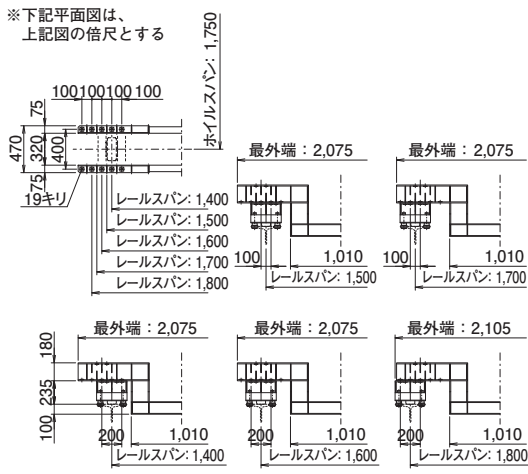 ※下記平面図は、
上記図の倍尺とする
100 100 100 100
ホイルスパン：1,750
75
470
320
400
75
19キリ
レールスパン：1,400
レールスパン：1,500
レールスパン：1,600
レールスパン：1,700
レールスパン：1,800
最外端：2,075
100
1,010
レールスパン：1,500
最外端：2,075
100
1,010
レールスパン：1,700
最外端：2,075
180
235
100
200
1,010
レールスパン：1,400
最外端：2,075
200
1,010
レールスパン：1,600
最外端：2,105
200
1,010
レールスパン：1,800